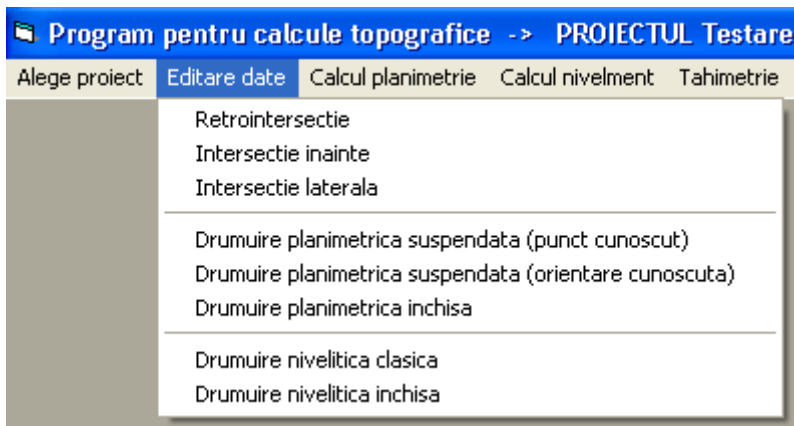 Program pentru calcule topografice -> PROIECTUL Testare
Alege proiect Editare date Calcul planimetrie Calcul nivelment Tahimetrie
Retrointersectie
Intersectie inainte
Intersectie laterala
Drumuire planimetrica suspendata (punct cunoscut)
Drumuire planimetrica suspendata (orientare cunoscuta)
Drumuire planimetrica inchisa
Drumuire nivelitica clasica
Drumuire nivelitica inchisa